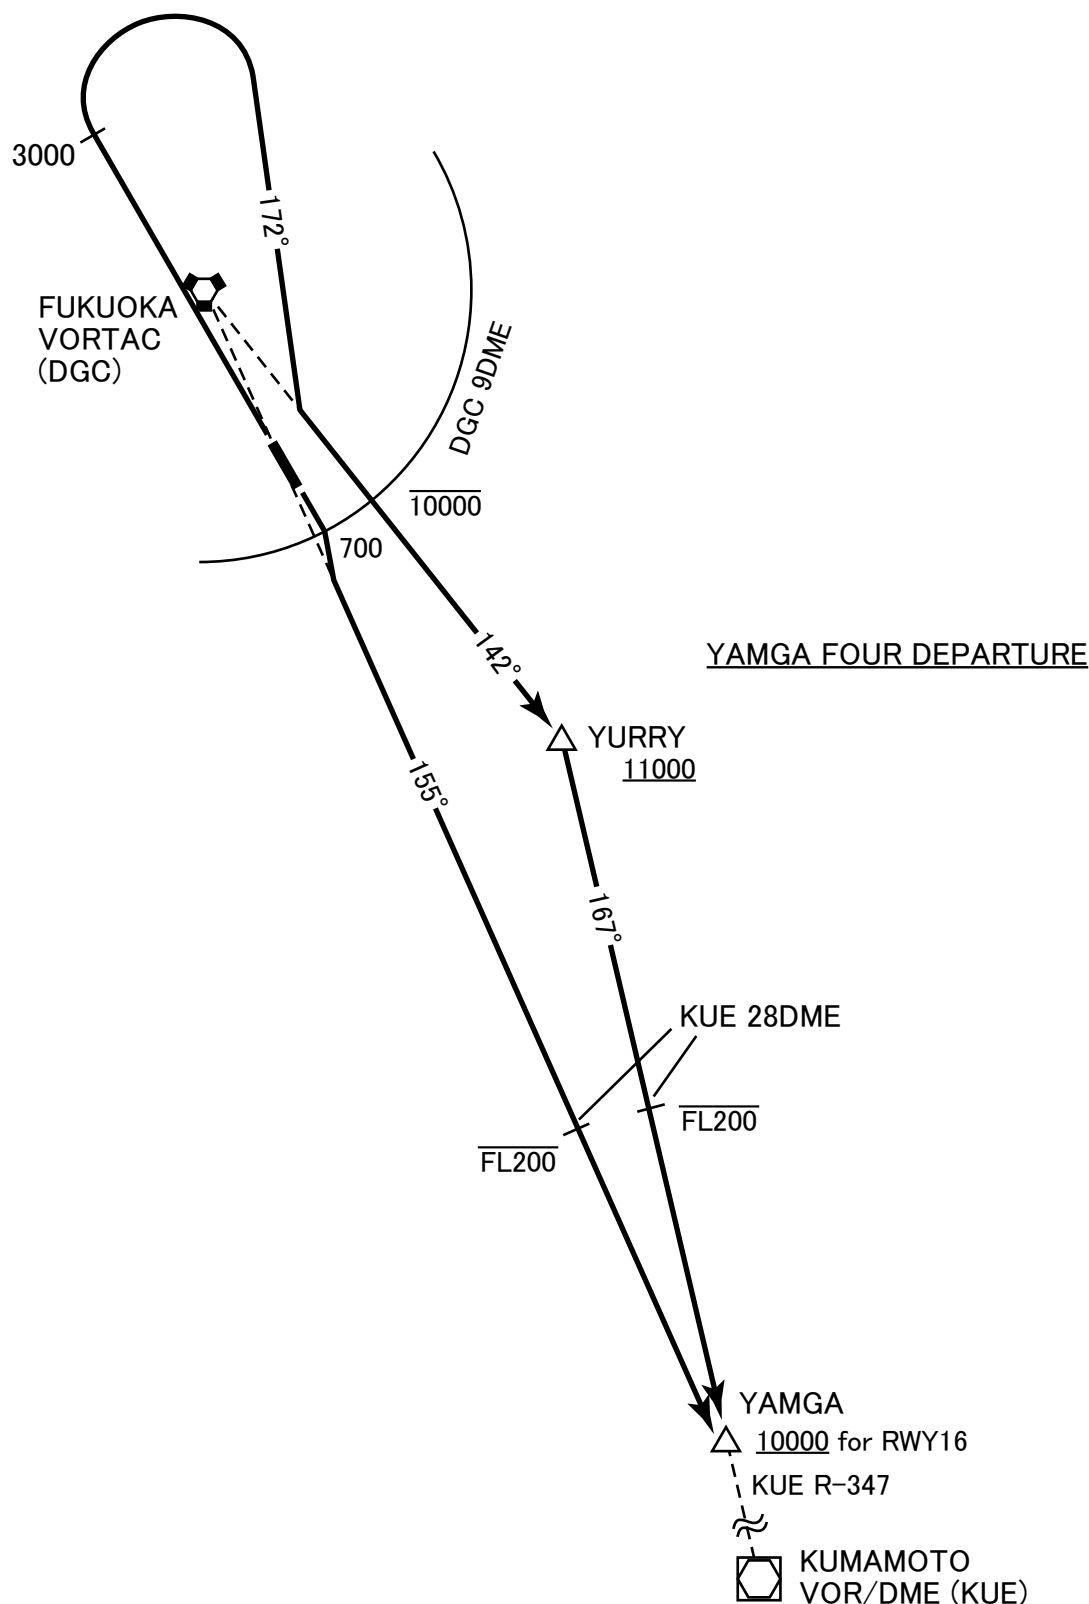 3000
172°
FUKUOKA
VORTAC
(DGC)
DGC 9DME
10000
700
142°
YAMGA FOUR DEPARTURE
YURRY
11000
155°
167°
KUE 28DME
FL200
FL200
YAMGA
10000 for RWY16
KUE R-347
KUMAMOTO
VOR/DME (KUE)